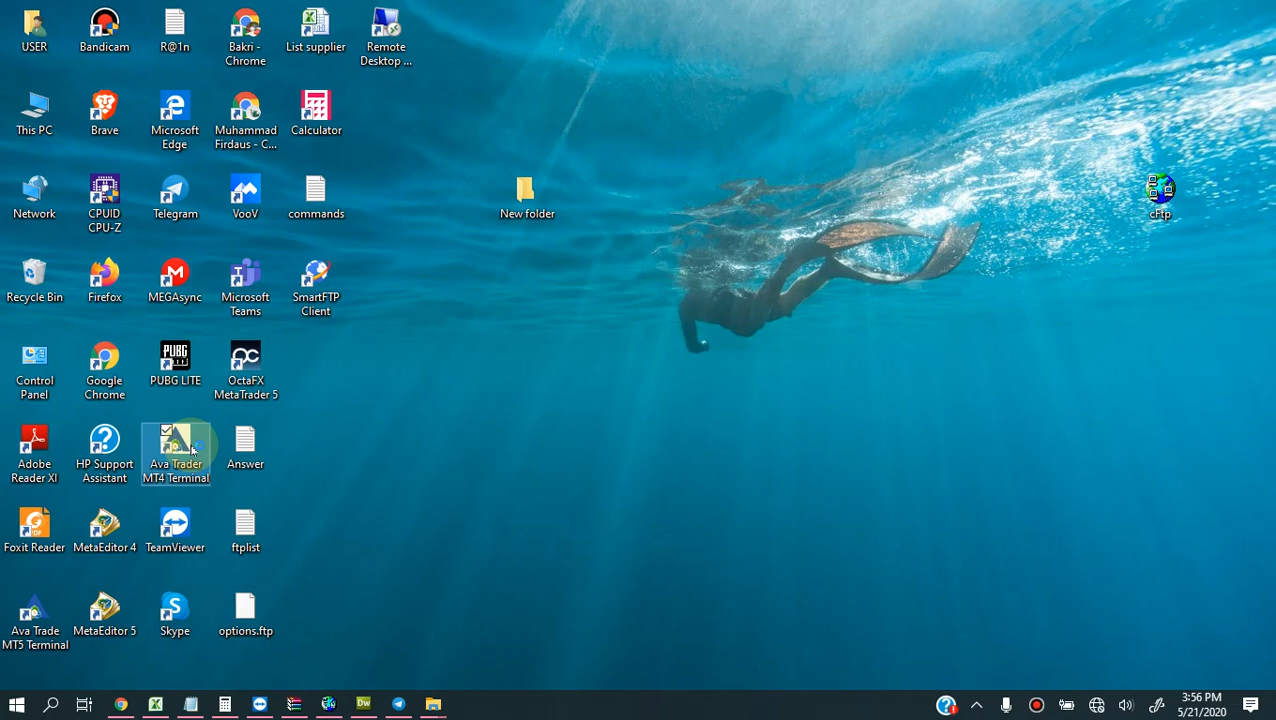 USER
Bandicam
R@1n
Bakri -
Chrome
List supplier
Remote
Desktop ...
This PC
Brave
Microsoft
Edge
Muhammad
Firdaus - C...
Calculator
Network
CPUID
CPU-Z
Telegram
VooV
commands
New folder
cFtp
Recycle Bin
Firefox
MEGAsync
Microsoft
Teams
SmartFTP
Client
Control
Panel
Google
Chrome
PUBG
PUBG LITE
OctaFX
MetaTrader 5
Adobe
Reader XI
HP Support
Assistant
Ava Trader
MT4 Terminal
Answer
Foxit Reader
MetaEditor 4
TeamViewer
ftplist
Ava Trade
MT5 Terminal
MetaEditor 5
Skype
options.ftp
Dw
3:56 PM
5/21/2020